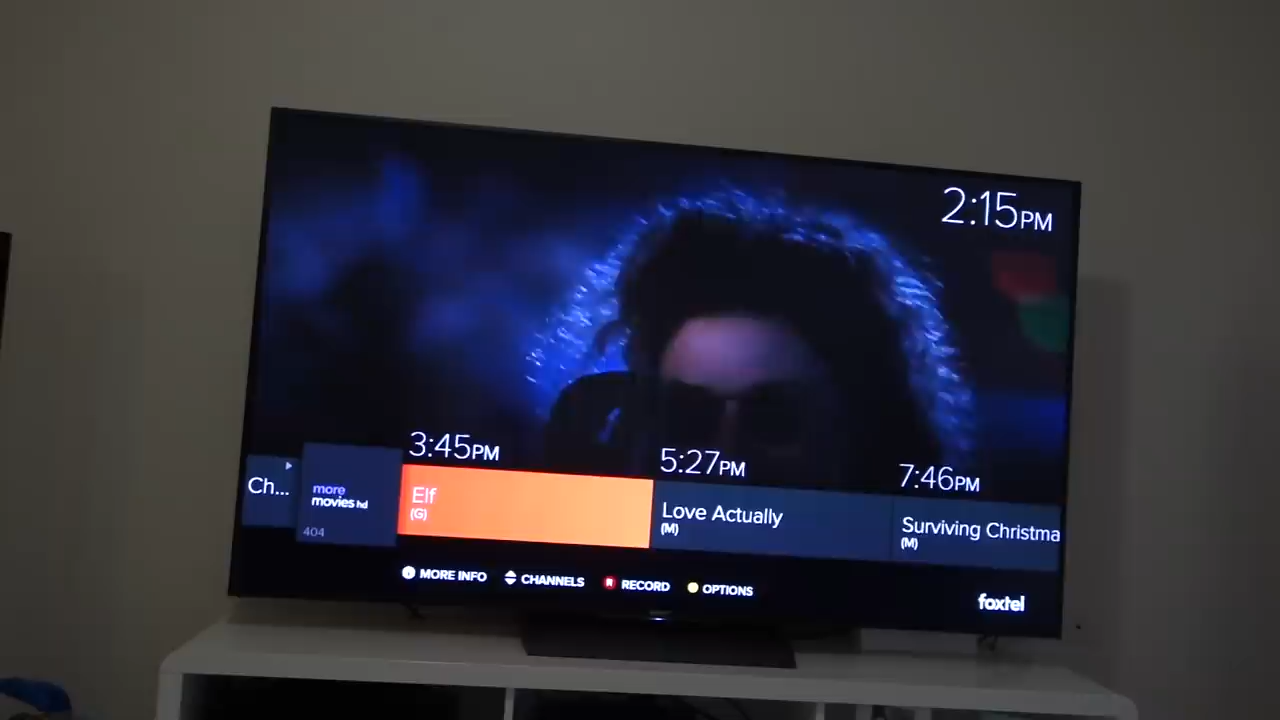 2:15PM
3:45PM
5:27PM
7:46PM
Ch...
more
movies hd
404
Elf
(G)
Love Actually
(M)
Surviving Christma
(M)
MORE INFO
CHANNELS
R RECORD
OPTIONS
foxtel